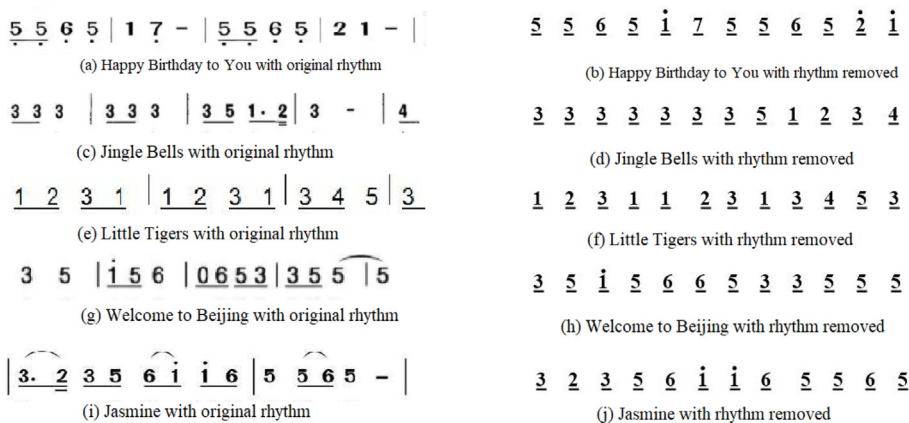 5 5 6 5 | 1 7 – | 5 5 6 5 | 2 1 – |
(a) Happy Birthday to You with original rhythm
5 5 6 5 i 7 5 5 6 5 2̇ i
(b) Happy Birthday to You with rhythm removed
3 3 3 | 3 3 3 | 3 5 1· 2 | 3 - | 4
(c) Jingle Bells with original rhythm
3 3 3 3 3 3 3 5 1 2 3 4
(d) Jingle Bells with rhythm removed
1 2 3 1 | 1 2 3 1 | 3 4 5 | 3
(e) Little Tigers with original rhythm
1 2 3 1 1 2 3 1 3 4 5 3
(f) Little Tigers with rhythm removed
3 5 | i 5 6 | 0 6 5 3 | 3 5 5 | 5
(g) Welcome to Beijing with original rhythm
3 5 i 5 6 6 5 3 3 5 5 5
(h) Welcome to Beijing with rhythm removed
| 3. 2 3 5 6 i i 6 | 5 5 6 5 – |
(i) Jasmine with original rhythm
3 2 3 5 6 i i 6 5 5 6 5
(j) Jasmine with rhythm removed